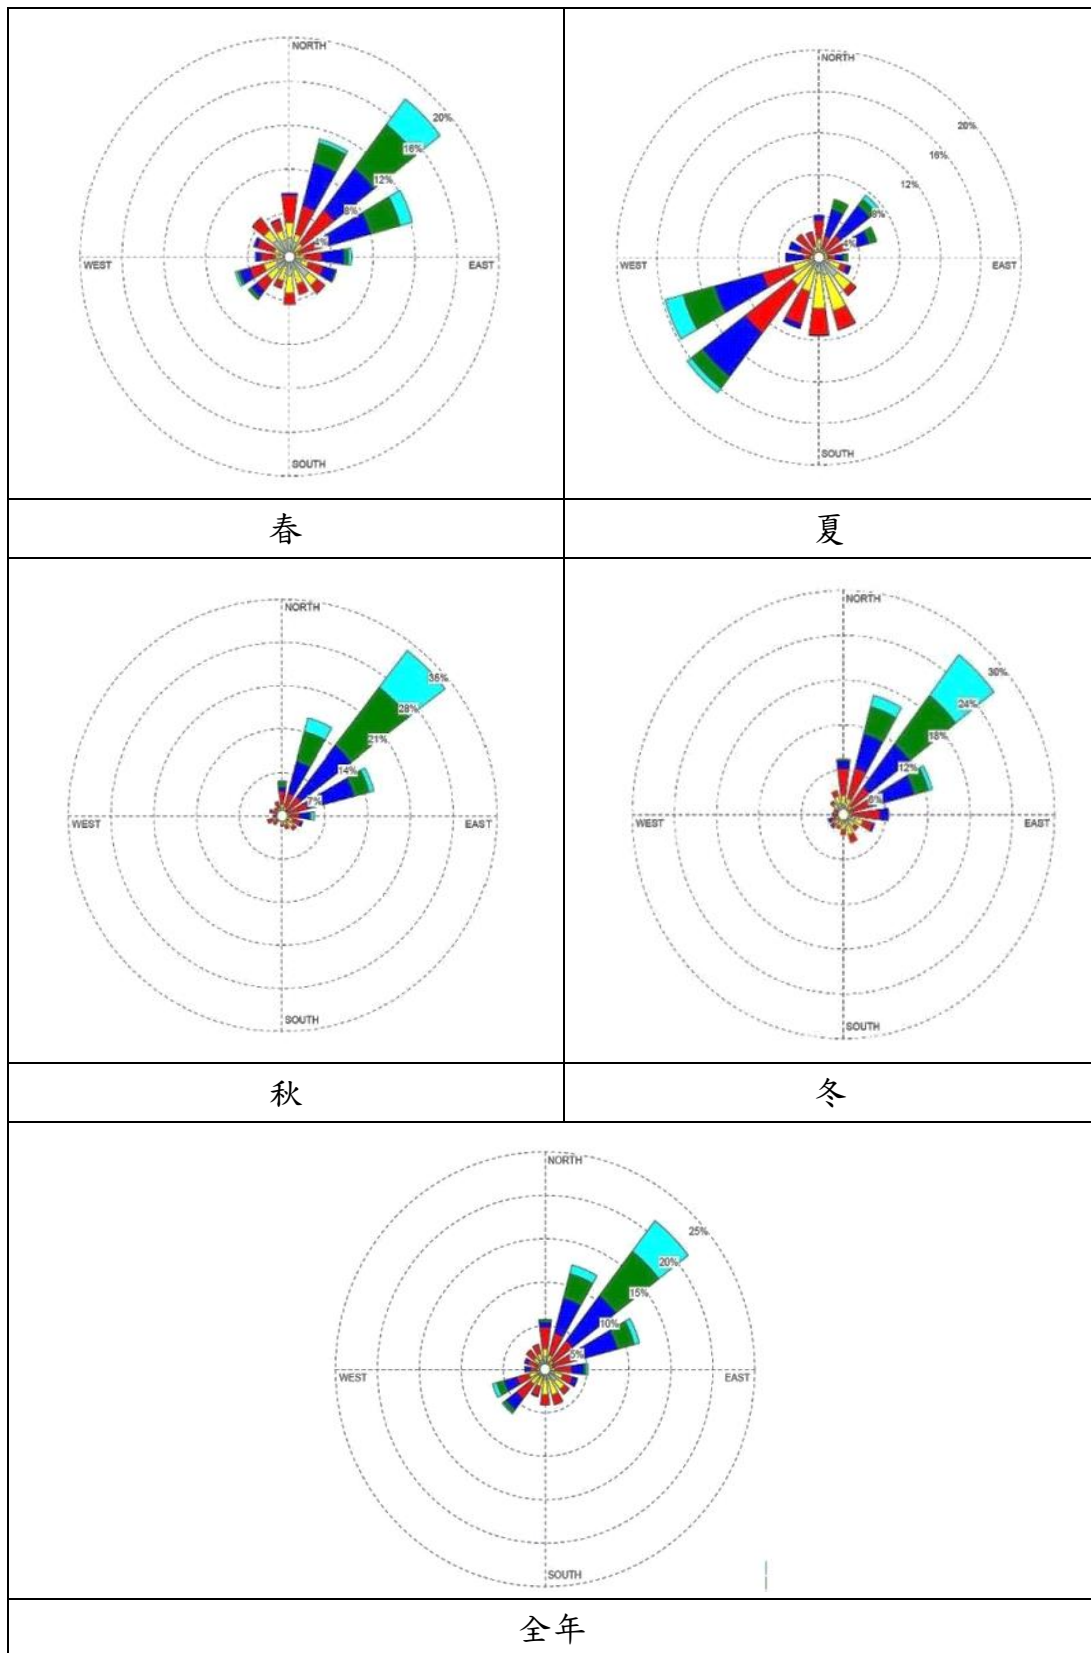 NORTH
20%
16%
12%
8%
4%
WEST
EAST
SOUTH
春
NORTH
20%
16%
12%
8%
4%
WEST
EAST
SOUTH
夏
NORTH
35%
28%
21%
14%
7%
WEST
EAST
SOUTH
秋
NORTH
30%
24%
18%
12%
6%
WEST
EAST
SOUTH
冬
NORTH
25%
20%
15%
10%
5%
WEST
EAST
SOUTH
全年